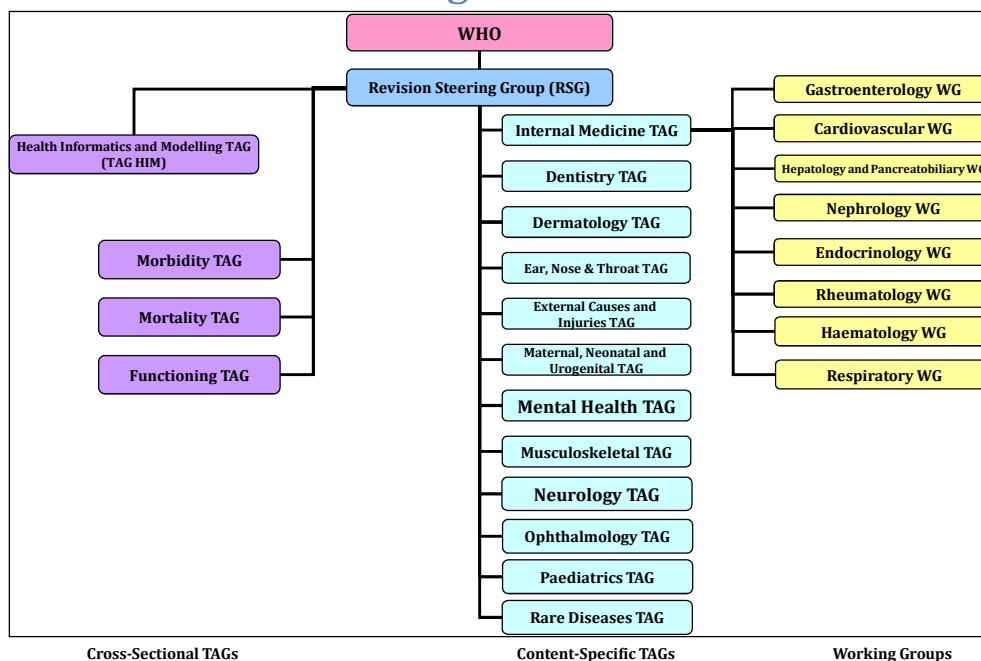 WHO
Revision Steering Group (RSG)
Health Informatics and Modelling TAG
(TAG HIM)
Morbidity TAG
Mortality TAG
Functioning TAG
Internal Medicine TAG
Dentistry TAG
Dermatology TAG
Ear, Nose & Throat TAG
External Causes and
Injuries TAG
Maternal, Neonatal and
Urogenital TAG
Mental Health TAG
Musculoskeletal TAG
Neurology TAG
Ophthalmology TAG
Paediatrics TAG
Rare Diseases TAG
Gastroenterology WG
Cardiovascular WG
Hepatology and Pancreatobiliary WG
Nephrology WG
Endocrinology WG
Rheumatology WG
Haematology WG
Respiratory WG
Cross-Sectional TAGs
Content-Specific TAGs
Working Groups